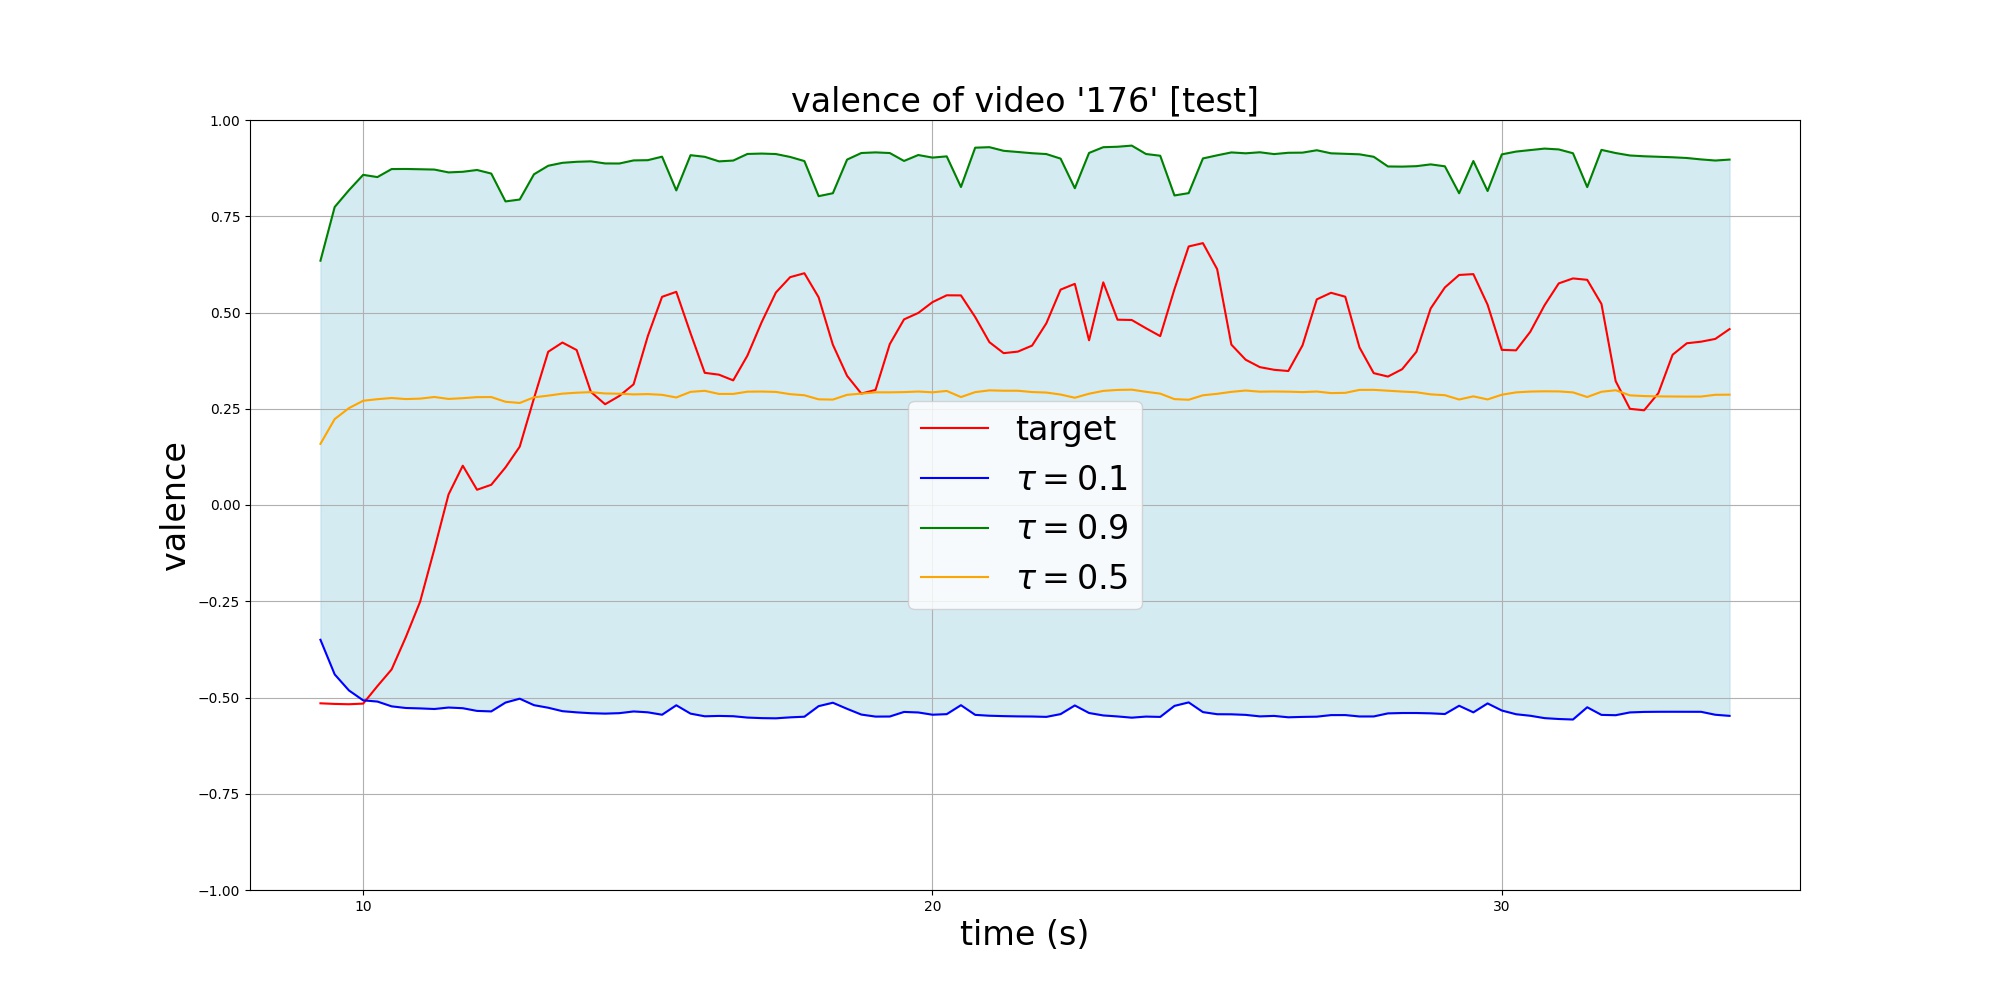 valence of video '176' [test]
1.00
0.75
0.50
0.25
0.00
−0.25
−0.50
−0.75
−1.00
valence
target
τ = 0.1
τ = 0.9
τ = 0.5
10 20 30
time (s)